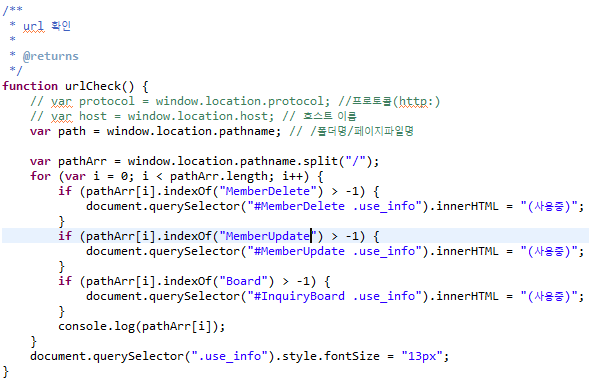 /**
 * url 확인
 *
 * @returns
 */
function urlCheck() {
    // var protocol = window.location.protocol; //프로토콜(http:)
    // var host = window.location.host; // 호스트 이름
    var path = window.location.pathname; // /폴더명/페이지파일명

    var pathArr = window.location.pathname.split("/");
    for (var i = 0; i < pathArr.length; i++) {
        if (pathArr[i].indexOf("MemberDelete") > -1) {
            document.querySelector("#MemberDelete .use_info").innerHTML = "(사용중)";
        }
        if (pathArr[i].indexOf("MemberUpdate") > -1) {
            document.querySelector("#MemberUpdate .use_info").innerHTML = "(사용중)";
        }
        if (pathArr[i].indexOf("Board") > -1) {
            document.querySelector("#InquiryBoard .use_info").innerHTML = "(사용중)";
        }
        console.log(pathArr[i]);
    }
    document.querySelector(".use_info").style.fontSize = "13px";
}